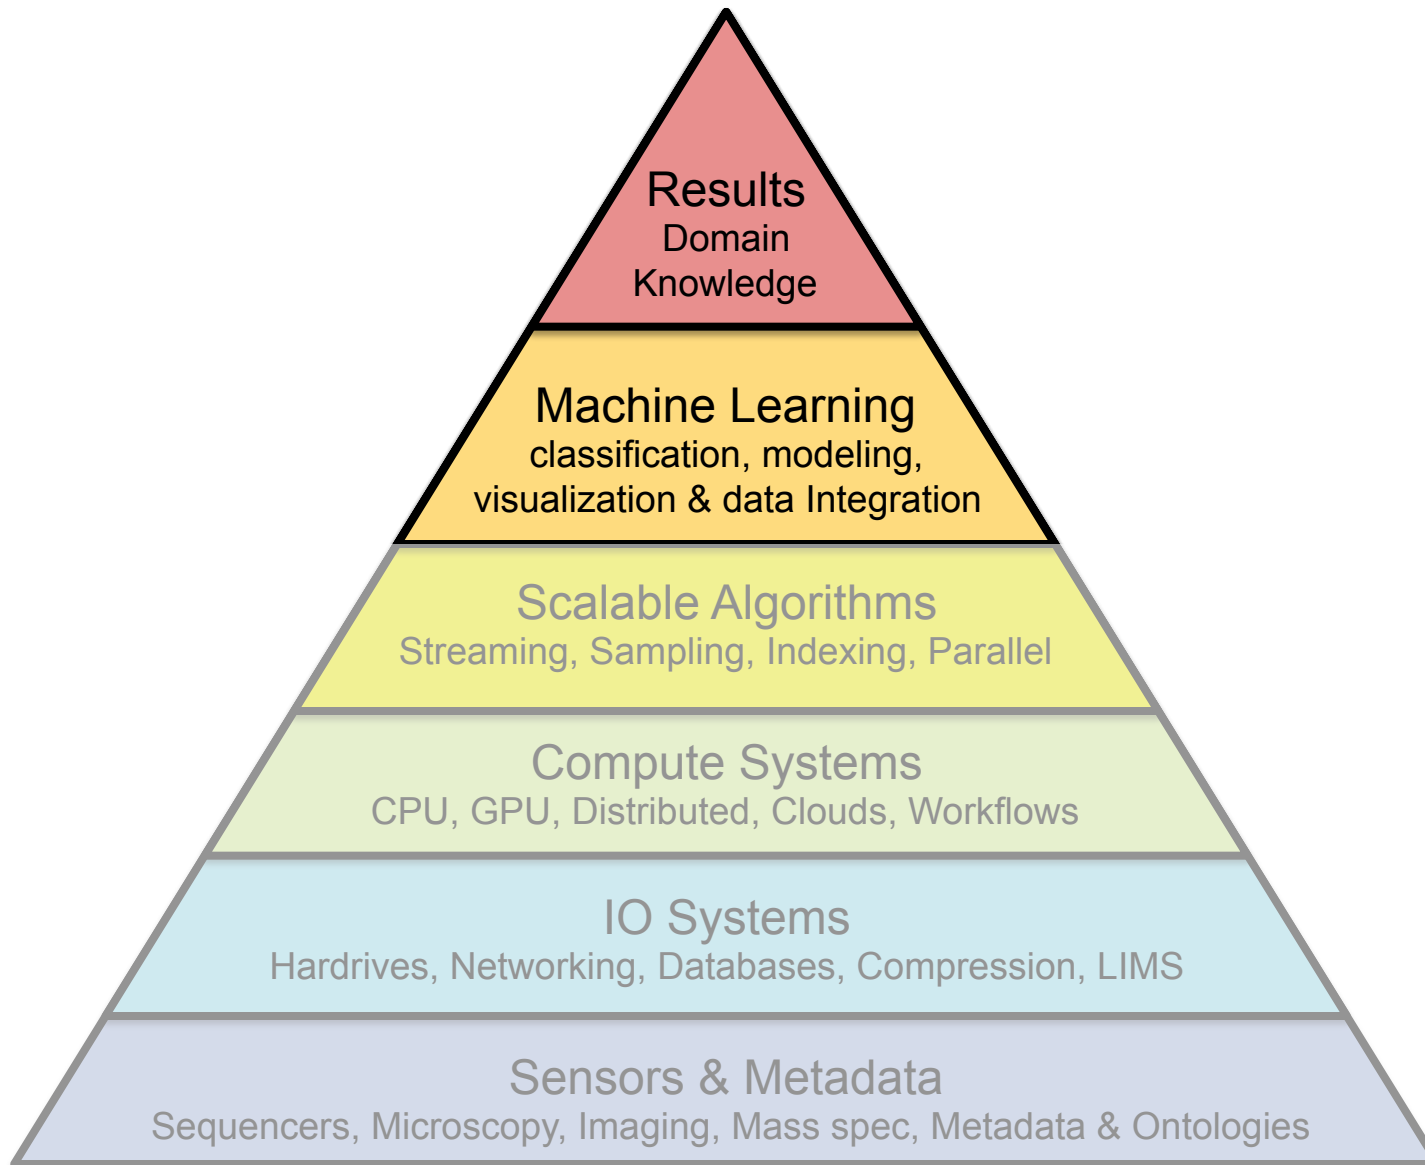 Results
Domain
Knowledge
Machine Learning
classification, modeling,
visualization & data Integration
Scalable Algorithms
Streaming, Sampling, Indexing, Parallel
Compute Systems
CPU, GPU, Distributed, Clouds, Workflows
IO Systems
Hardrives, Networking, Databases, Compression, LIMS
Sensors & Metadata
Sequencers, Microscopy, Imaging, Mass spec, Metadata & Ontologies